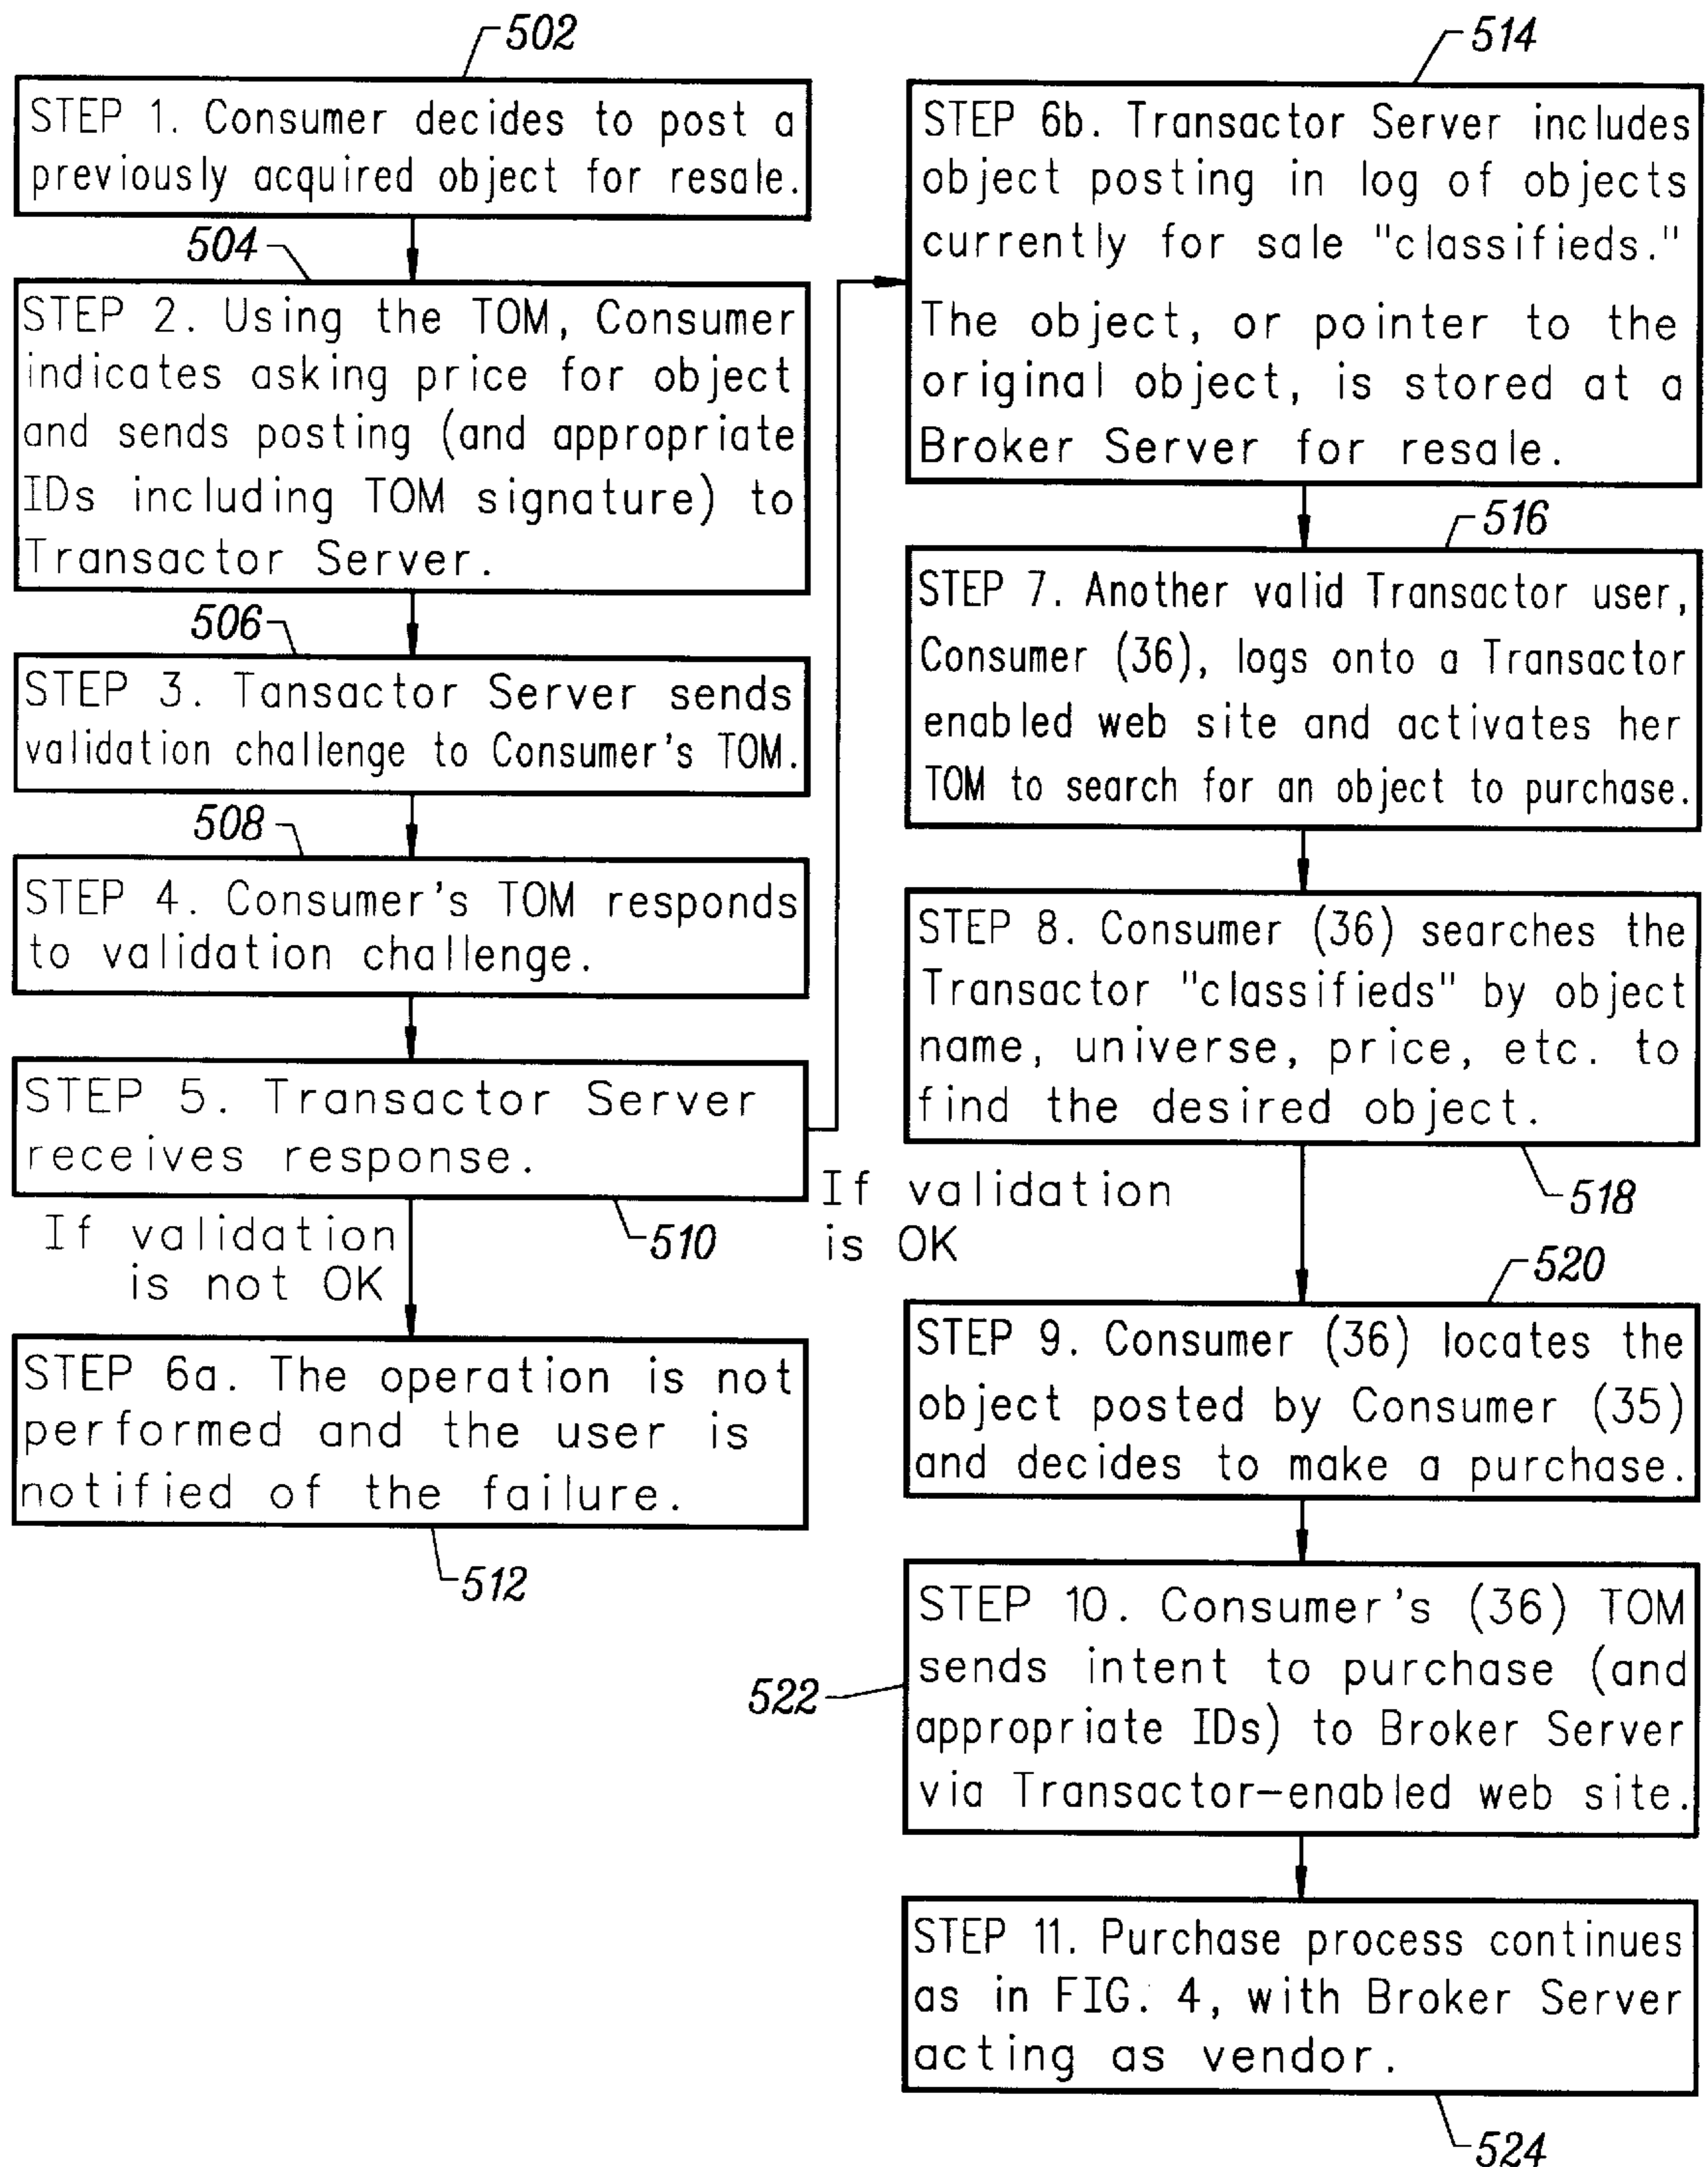 502
STEP 1. Consumer decides to post a
previously acquired object for resale.
504
STEP 2. Using the TOM, Consumer
indicates asking price for object
and sends posting (and appropriate
IDs including TOM signature) to
Transactor Server.
506
STEP 3. Tansactor Server sends
validation challenge to Consumer's TOM.
508
STEP 4. Consumer's TOM responds
to validation challenge.
STEP 5. Transactor Server
receives response.
510
If validation
is not OK
If validation
is OK
STEP 6a. The operation is not
performed and the user is
notified of the failure.
512
514
STEP 6b. Transactor Server includes
object posting in log of objects
currently for sale "classifieds."
The object, or pointer to the
original object, is stored at a
Broker Server for resale.
516
STEP 7. Another valid Transactor user,
Consumer (36), logs onto a Transactor
enabled web site and activates her
TOM to search for an object to purchase.
STEP 8. Consumer (36) searches the
Transactor "classifieds" by object
name, universe, price, etc. to
find the desired object.
518
520
STEP 9. Consumer (36) locates the
object posted by Consumer (35)
and decides to make a purchase.
522
STEP 10. Consumer's (36) TOM
sends intent to purchase (and
appropriate IDs) to Broker Server
via Transactor-enabled web site.
STEP 11. Purchase process continues
as in FIG. 4, with Broker Server
acting as vendor.
524